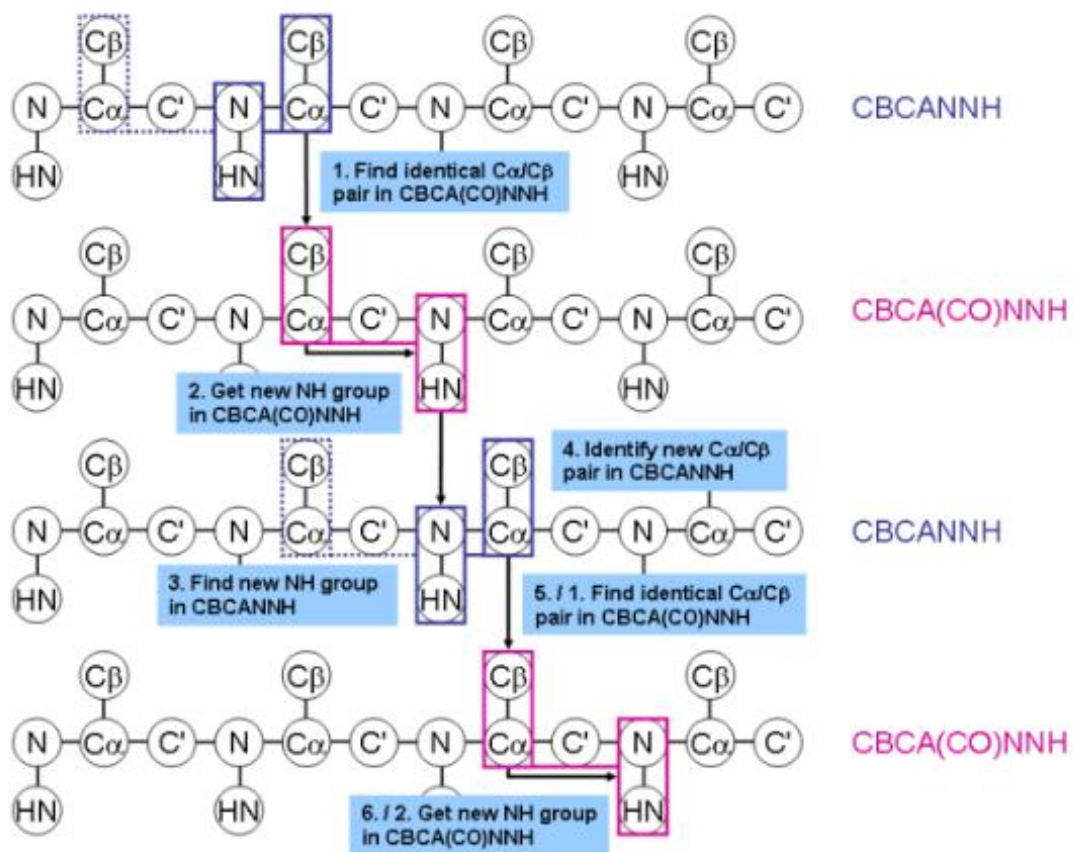 Cβ Cβ Cβ Cβ
N Cα C' N Cα C' N Cα C' N Cα C' CBCANNH
HN HN HN
1. Find identical Cα/Cβ
pair in CBCA(CO)NNH
Cβ Cβ Cβ Cβ
N Cα C' N Cα C' N Cα C' N Cα C' CBCA(CO)NNH
HN HN HN
2. Get new NH group
in CBCA(CO)NNH
4. Identify new Cα/Cβ
pair in CBCANNH
Cβ Cβ Cβ
N Cα C' N Cα C' N Cα C' N Cα C' CBCANNH
HN HN
3. Find new NH group
in CBCANNH
5. / 1. Find identical Cα/Cβ
pair in CBCA(CO)NNH
Cβ Cβ Cβ Cβ
N Cα C' N Cα C' N Cα C' N Cα C' CBCA(CO)NNH
HN HN HN
6. / 2. Get new NH group
in CBCA(CO)NNH